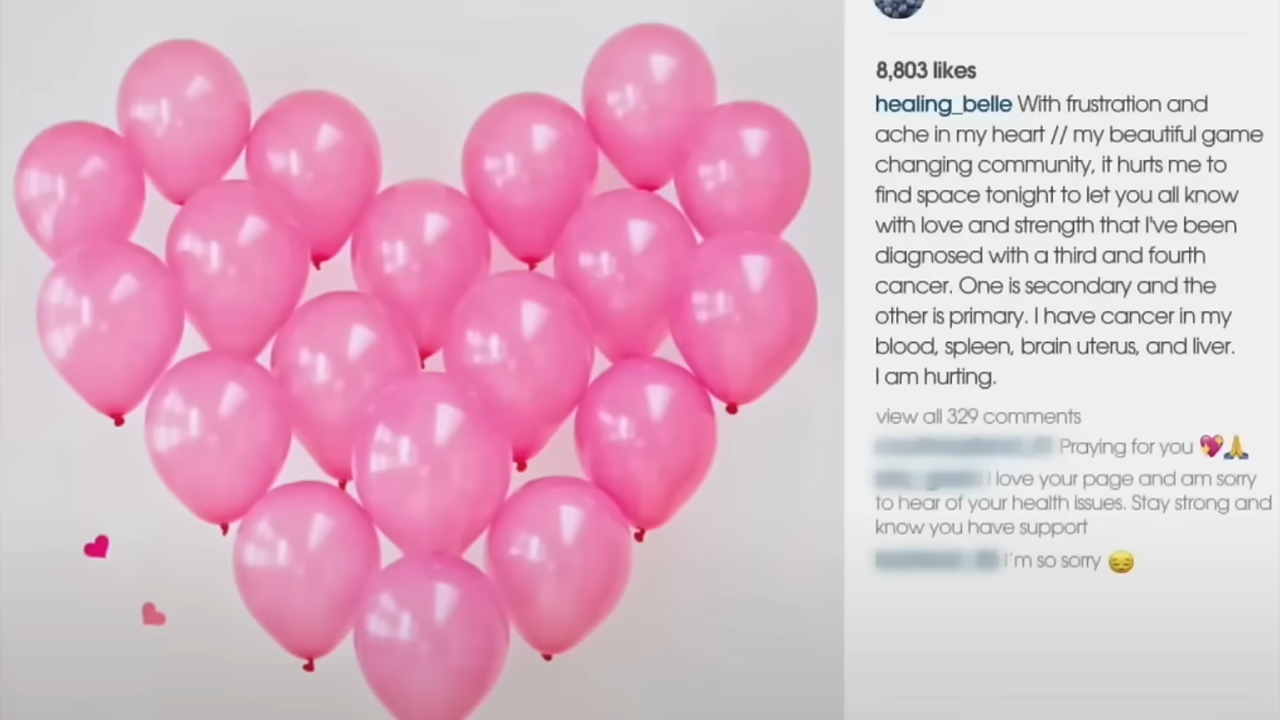 8,803 likes
healing_belle With frustration and
ache in my heart // my beautiful game
changing community, it hurts me to
find space tonight to let you all know
with love and strength that I've been
diagnosed with a third and fourth
cancer. One is secondary and the
other is primary. I have cancer in my
blood, spleen, brain uterus, and liver.
I am hurting.
view all 329 comments
Praying for you 💖🙏
I love your page and am sorry
to hear of your health issues. Stay strong and
know you have support
I'm so sorry 😞